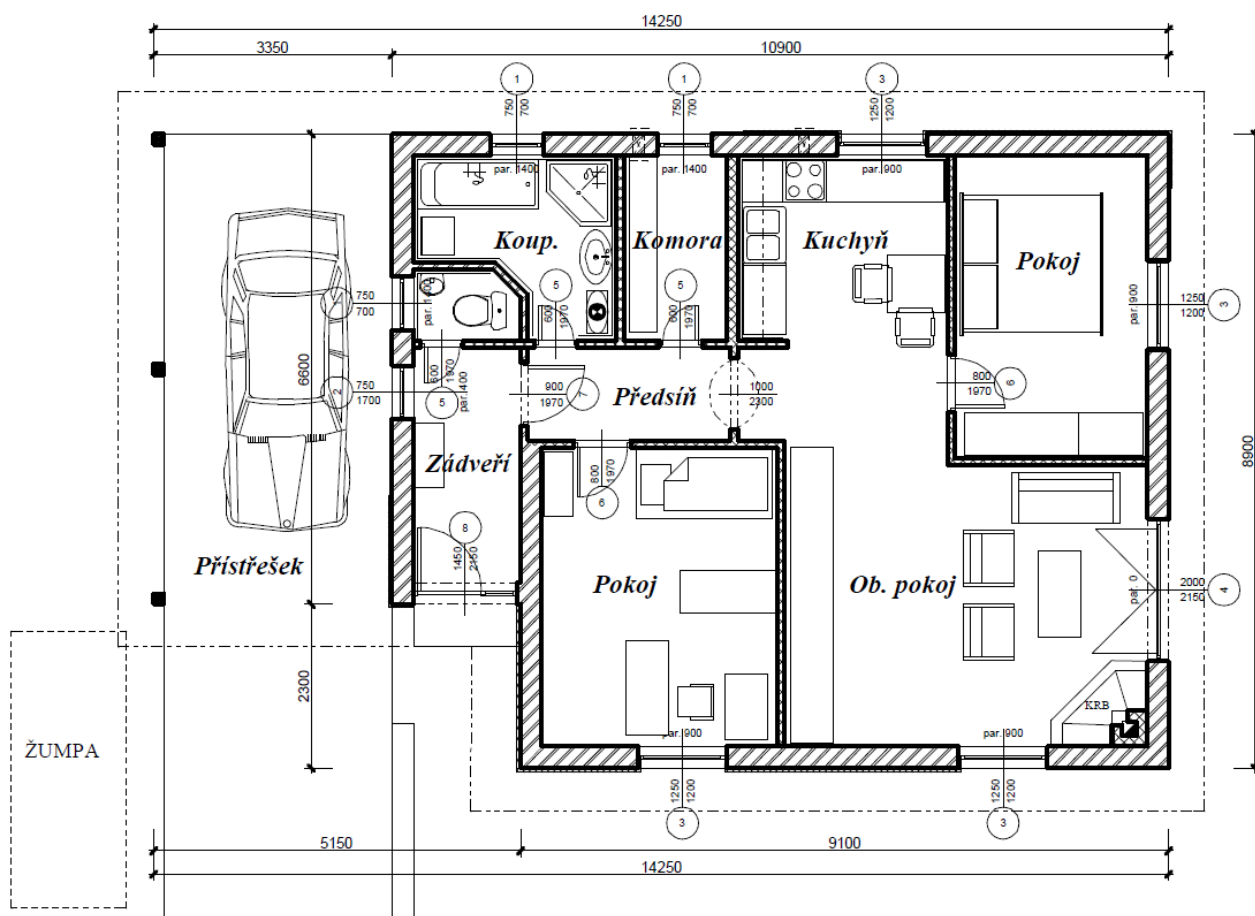 14250
3350
10900
1
750
700
1
750
700
3
1250
1200
par. 1400
par. 1400
par. 900
Koup.
Komora
Kuchyň
Pokoj
par. 900
1250
1200
3
1
750
700
par. 1400
5
600
1970
5
600
1970
6600
2
750
1700
600
1970
par. 400
5
900
1970
7
Předsíň
1000
2300
800
1970
6
8900
Zádveří
800
1970
6
8
1450
2150
Přístřešek
Pokoj
Ob. pokoj
par. 0
2000
2150
4
2300
KRB
ŽUMPA
par. 900
par. 900
1250
1200
3
1250
1200
3
5150
9100
14250